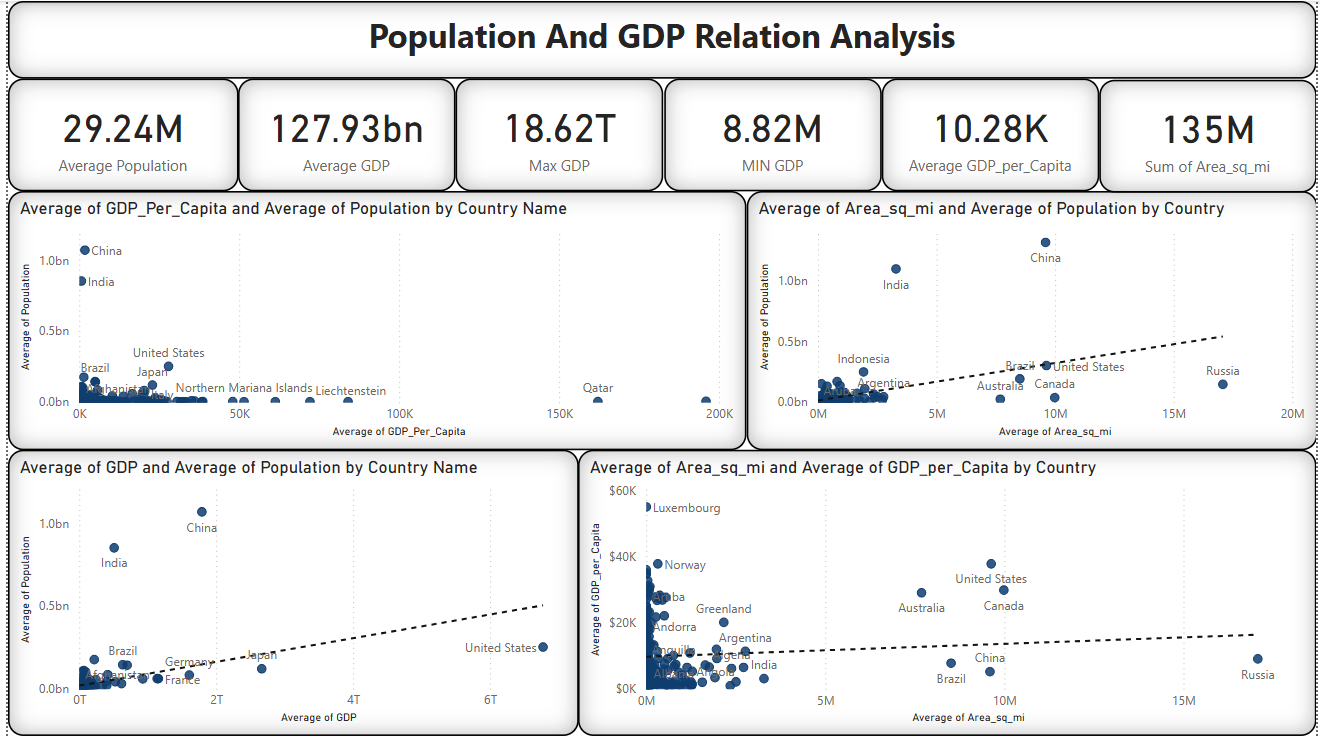 Population And GDP Relation Analysis
29.24M
Average Population
127.93bn
Average GDP
18.62T
Max GDP
8.82M
MIN GDP
10.28K
Average GDP_per_Capita
135M
Sum of Area_sq_mi
Average of GDP_Per_Capita and Average of Population by Country Name
Average of Population
1.0bn
0.5bn
0.0bn
China
India
United States
Brazil
Japan
Afghanistan
Italy
Northern Mariana Islands
Liechtenstein
Qatar
0K
50K
100K
150K
200K
Average of GDP_Per_Capita
Average of Area_sq_mi and Average of Population by Country
Average of Population
1.0bn
0.5bn
0.0bn
China
India
Indonesia
Brazil
United States
Argentina
Australia
Canada
Russia
0M
5M
10M
15M
20M
Average of Area_sq_mi
Average of GDP and Average of Population by Country Name
Average of Population
1.0bn
0.5bn
0.0bn
China
India
Brazil
Germany
Japan
United States
Afghanistan
France
0T
2T
4T
6T
Average of GDP
Average of Area_sq_mi and Average of GDP_per_Capita by Country
Average of GDP_per_Capita
$60K
$40K
$20K
$0K
Luxembourg
Norway
United States
Aruba
Greenland
Australia
Canada
Andorra
Argentina
Anguilla
Algeria
India
China
Albania
Angola
Brazil
Russia
0M
5M
10M
15M
Average of Area_sq_mi